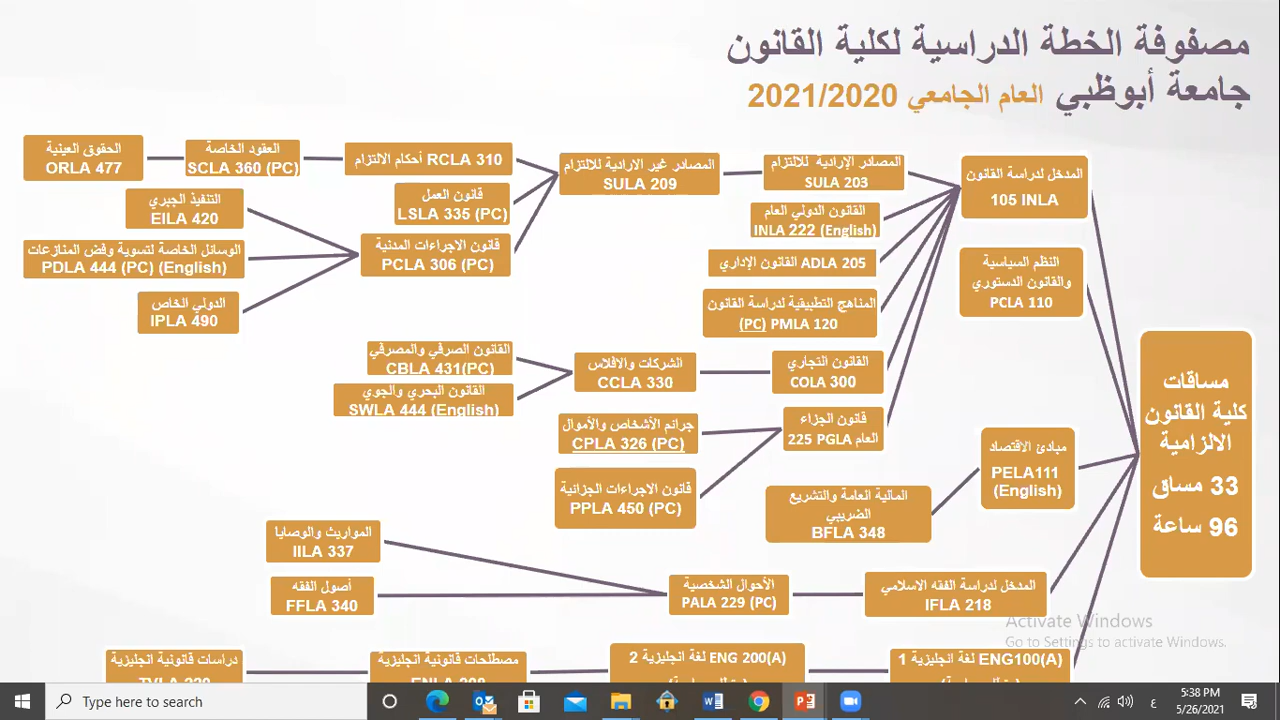 مصفوفة الخطة الدراسية لكلية القانون
جامعة أبوظبي العام الجامعي 2021/2020
مساقات
كلية القانون
الالزامية
33 مساق
96 ساعة
المدخل لدراسة القانون
105 INLA
النظم السياسية
والقانون الدستوري
PCLA 110
مبادئ الاقتصاد
PELA111
(English)
المدخل لدراسة الفقه الاسلامي
IFLA 218
ENG100(A) لغة انجليزية 1
المصادر الإرادية للالتزام
SULA 203
القانون الدولي العام
INLA 222 (English)
ADLA 205 القانون الإداري
المناهج التطبيقية لدراسة القانون
(PC) PMLA 120
القانون التجاري
COLA 300
قانون الجزاء
العام 225 PGLA
المالية العامة والتشريع
الضريبي
BFLA 348
الأحوال الشخصية
PALA 229 (PC)
ENG 200(A) لغة انجليزية 2
المصادر غير الارادية للالتزام
SULA 209
الشركات والافلاس
CCLA 330
جرائم الأشخاص والأموال
CPLA 326 (PC)
قانون الاجراءات الجزائية
PPLA 450 (PC)
RCLA 310 أحكام الالتزام
قانون العمل
LSLA 335 (PC)
قانون الاجراءات المدنية
PCLA 306 (PC)
القانون الصرفي والمصرفي
CBLA 431(PC)
القانون البحري والجوي
SWLA 444 (English)
المواريث والوصايا
IILA 337
أصول الفقه
FFLA 340
مصطلحات قانونية انجليزية
العقود الخاصة
SCLA 360 (PC)
الحقوق العينية
ORLA 477
التنفيذ الجبري
EILA 420
الوسائل الخاصة لتسوية وفض المنازعات
PDLA 444 (PC) (English)
الدولي الخاص
IPLA 490
دراسات قانونية انجليزية
Activate Windows
Go to Settings to activate Windows.
Type here to search
ع
5:38 PM
5/26/2021